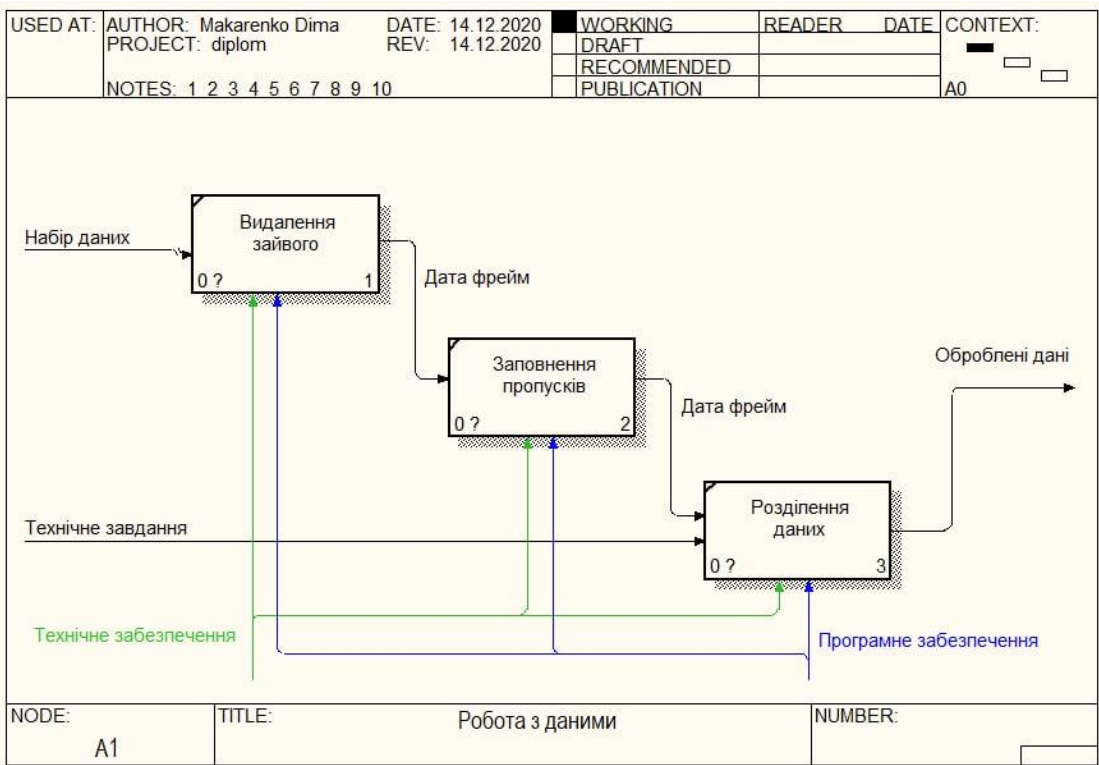 USED AT:
AUTHOR: Makarenko Dima
DATE: 14.12.2020
PROJECT: diplom
REV: 14.12.2020
NOTES: 1 2 3 4 5 6 7 8 9 10
WORKING
DRAFT
RECOMMENDED
PUBLICATION
READER DATE
CONTEXT:
A0
Видалення
зайвого
0 ? 1
Набір даних
Дата фрейм
Заповнення
пропусків
0 ? 2
Дата фрейм
Оброблені дані
Розділення
даних
0 ? 3
Технічне завдання
Технічне забезпечення
Програмне забезпечення
NODE:
A1
TITLE:
Робота з даними
NUMBER: